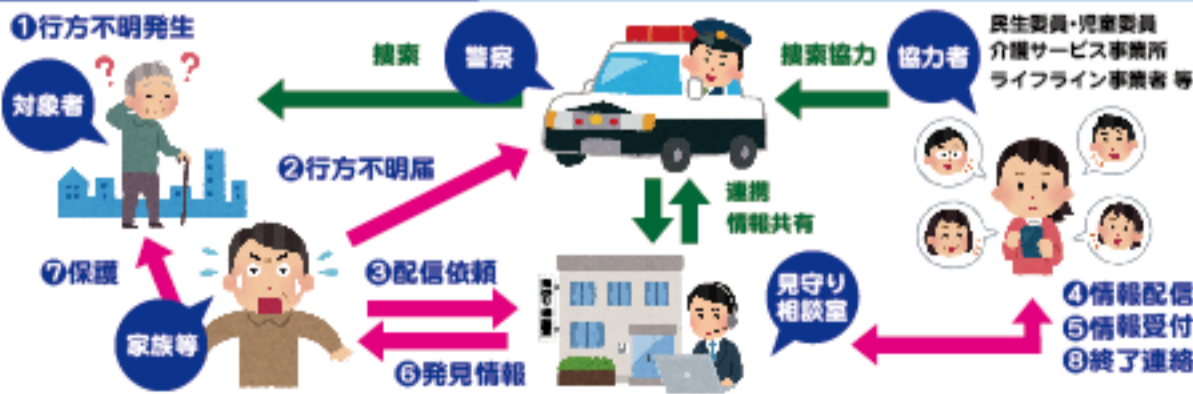 ❶行方不明発生
対象者
捜索
警察
捜索協力
協力者
民生委員・児童委員
介護サービス事業所
ライフライン事業者 等
❷行方不明届
連携
情報共有
❼保護
家族等
❸配信依頼
❻発見情報
見守り
相談室
❹情報配信
❺情報受付
❽終了連絡